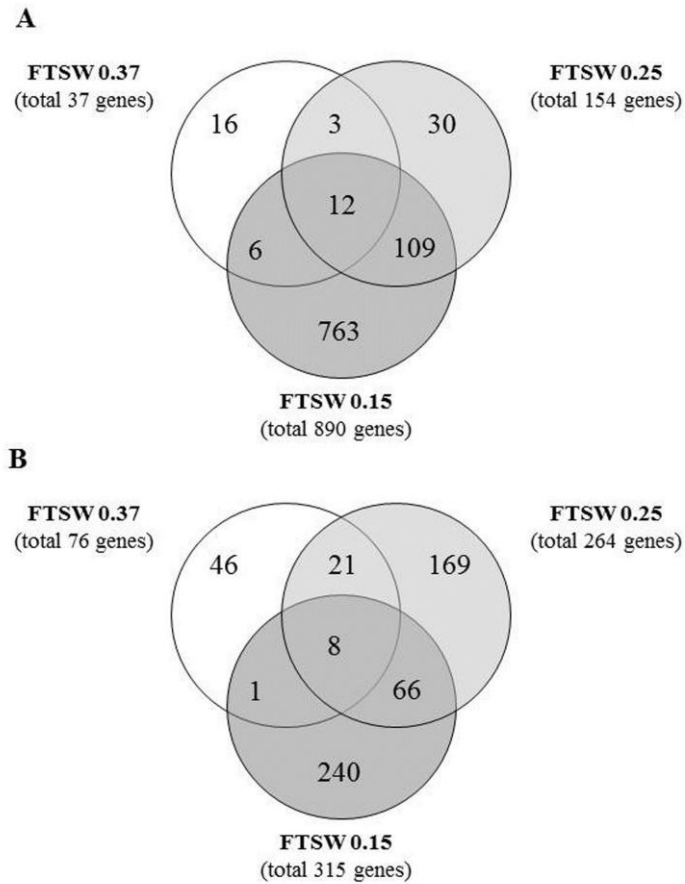 A
FTSW 0.37
(total 37 genes)
FTSW 0.25
(total 154 genes)
16
3
30
12
6
109
763
FTSW 0.15
(total 890 genes)
B
FTSW 0.37
(total 76 genes)
FTSW 0.25
(total 264 genes)
46
21
169
8
1
66
240
FTSW 0.15
(total 315 genes)